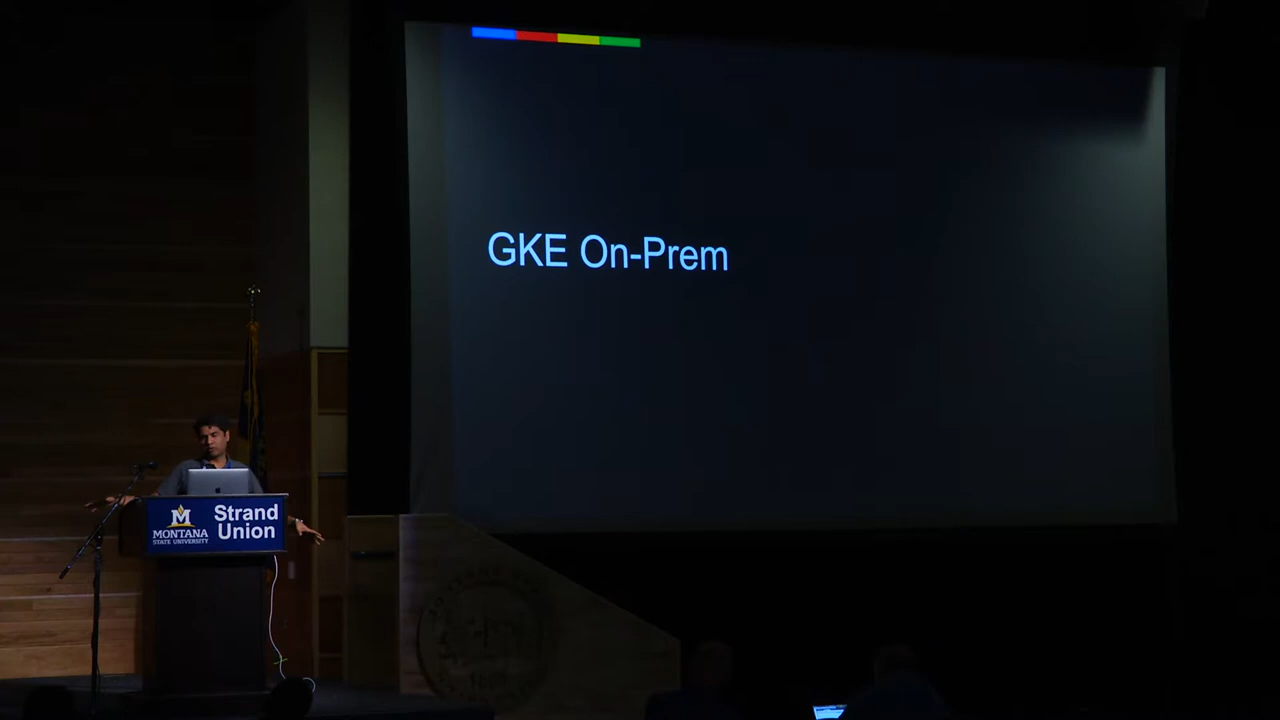 GKE On-Prem
M
MONTANA
STATE UNIVERSITY
Strand
Union